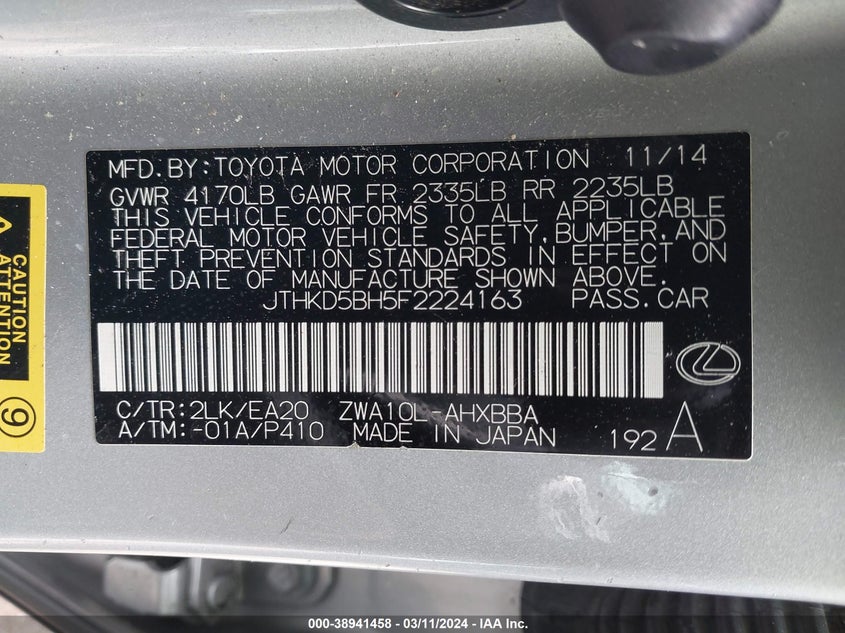 MFD.BY:TOYOTA MOTOR CORPORATION 11/14
GVWR 4170LB GAWR FR 2335LB RR 2235LB
THIS VEHICLE CONFORMS TO ALL APPLICABLE
FEDERAL MOTOR VEHICLE SAFETY,BUMPER,AND
THEFT PREVENTION STANDARDS IN EFFECT ON
THE DATE OF MANUFACTURE SHOWN ABOVE.
JTHKD5BH5F2224163 PASS.CAR
C/TR:2LK/EA20 ZWA10L-AHXBBA
A/TM:-01A/P410 MADE IN JAPAN 192 A
CAUTION
ATTENTION
9
000-38941458 - 03/11/2024 - IAA Inc.